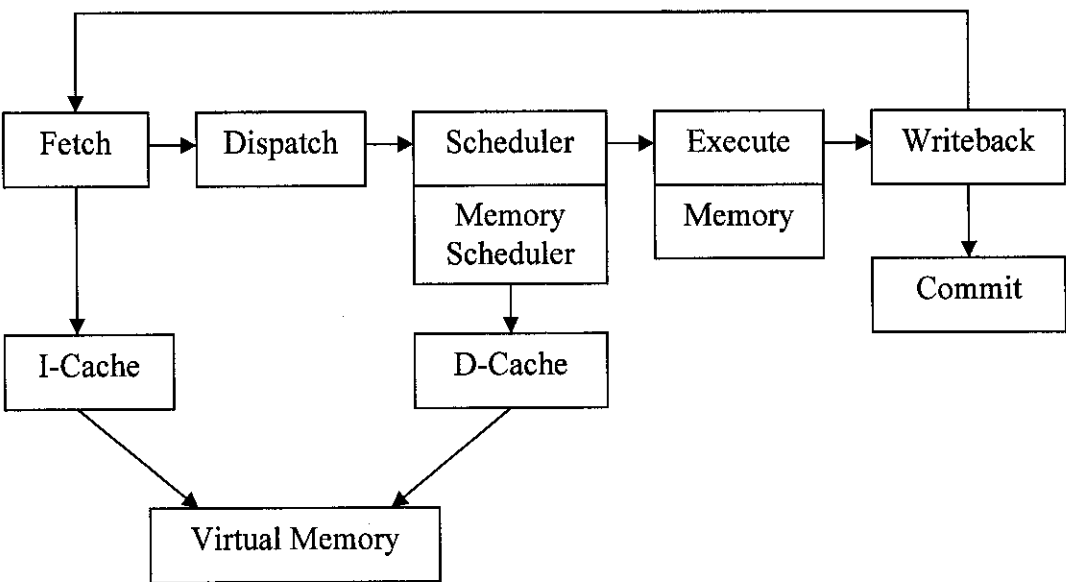 Fetch
Dispatch
Scheduler
Execute
Writeback
Memory
Scheduler
Memory
Commit
I-Cache
D-Cache
Virtual Memory